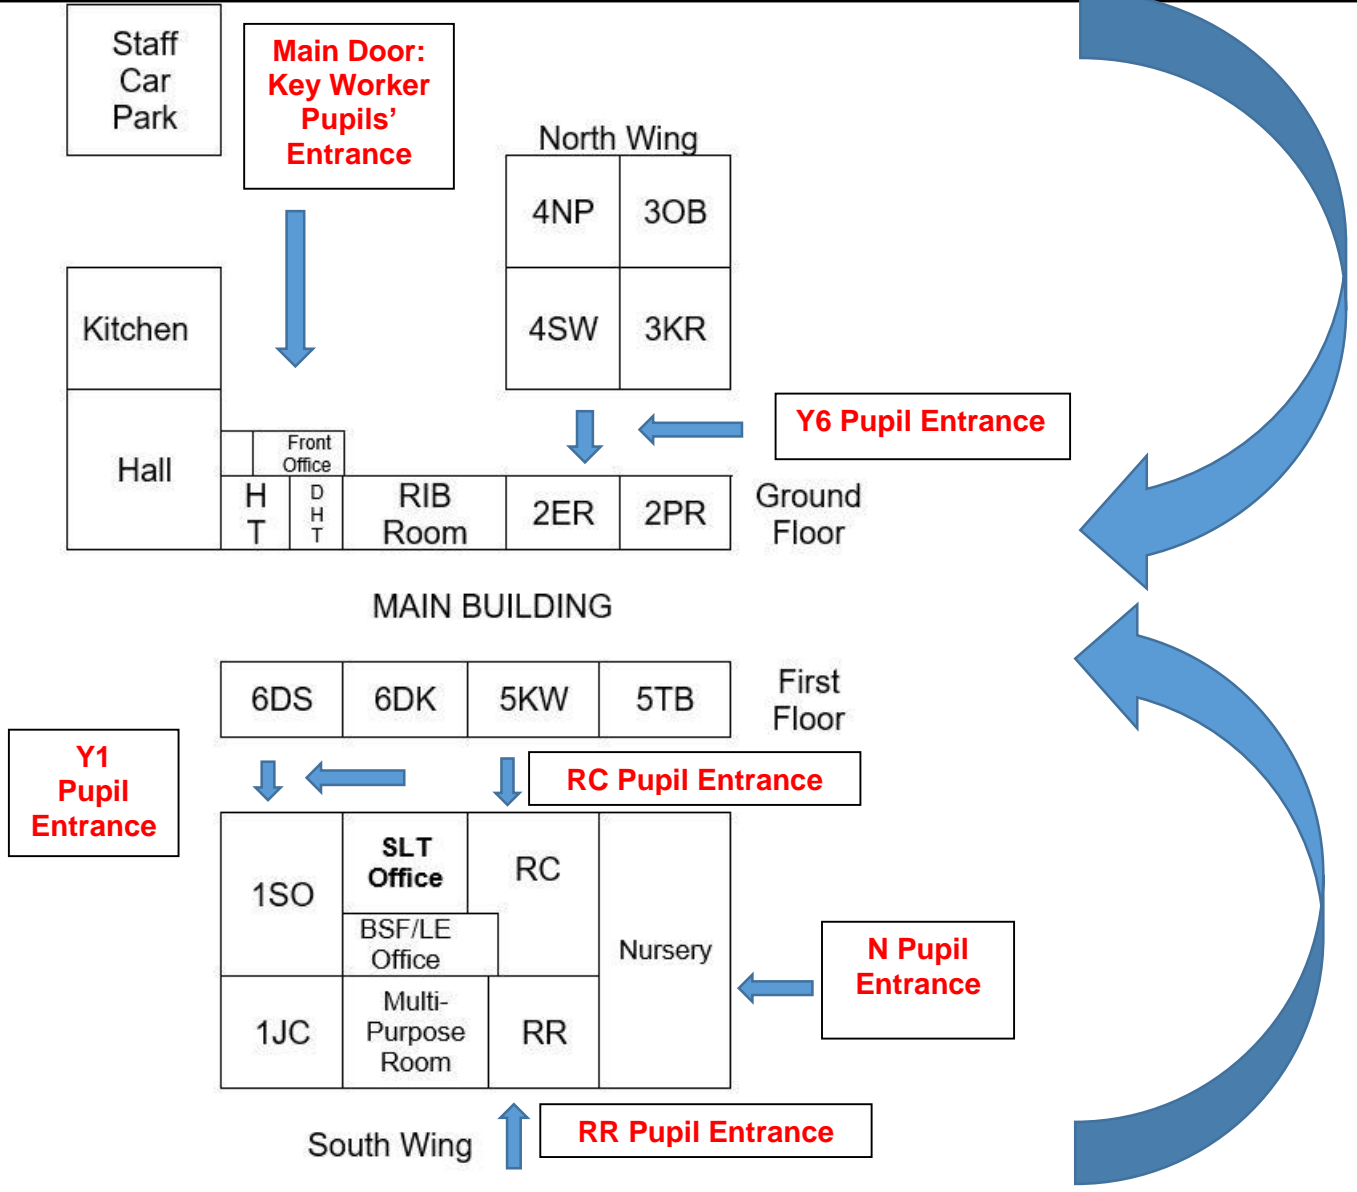 Staff
Car
Park
Main Door:
Key Worker
Pupils’
Entrance
North Wing
4NP
3OB
4SW
3KR
Kitchen
Hall
Y6 Pupil Entrance
Front
Office
H
T
D
H
T
RIB
Room
2ER
2PR
Ground
Floor
MAIN BUILDING
6DS
6DK
5KW
5TB
First
Floor
Y1
Pupil
Entrance
RC Pupil Entrance
1SO
SLT
Office
RC
BSF/LE
Office
Nursery
N Pupil
Entrance
1JC
Multi-
Purpose
Room
RR
South Wing
RR Pupil Entrance